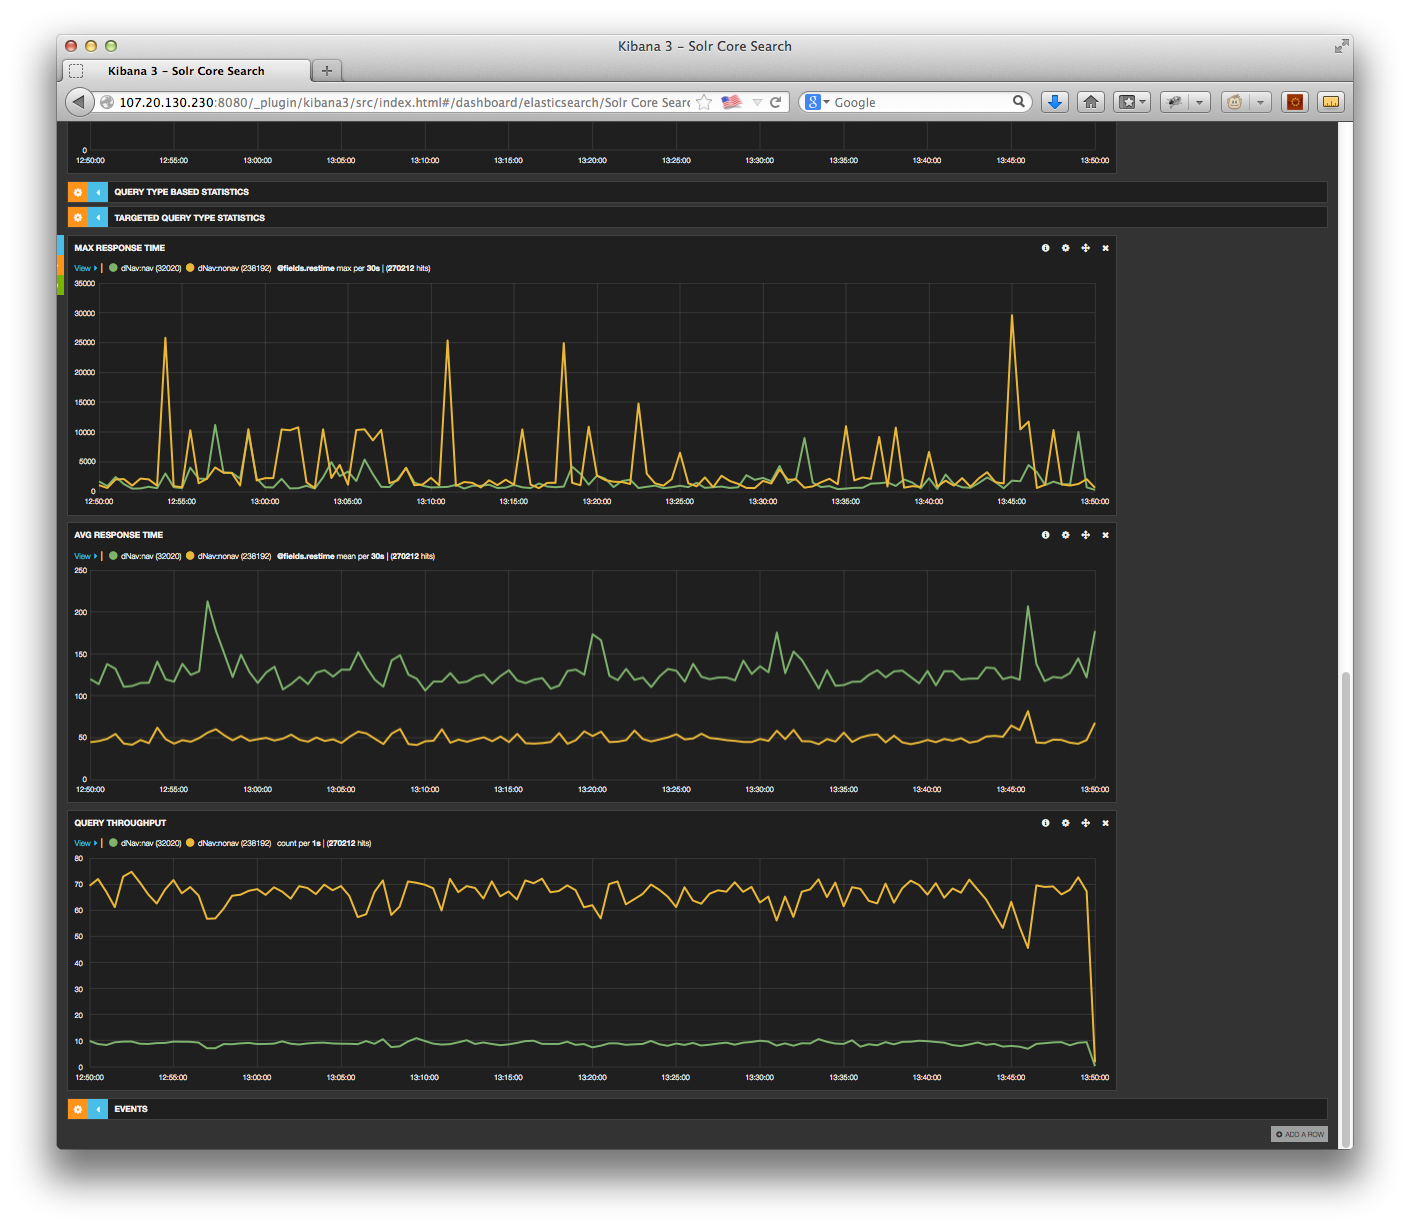 Kibana 3 – Solr Core Search
Kibana 3 – Solr Core Search
107.20.130.230:8080/_plugin/kibana3/src/index.html#/dashboard/elasticsearch/Solr Core Searc
Google
0
12:50:00 12:55:00 13:00:00 13:05:00 13:10:00 13:15:00 13:20:00 13:25:00 13:30:00 13:35:00 13:40:00 13:45:00 13:50:00
QUERY TYPE BASED STATISTICS
TARGETED QUERY TYPE STATISTICS
MAX RESPONSE TIME
View | dNav:nav (32020) dNav:nonav (238192) @fields.restime max per 30s | (270212 hits)
35000
30000
25000
20000
15000
10000
5000
0
12:50:00 12:55:00 13:00:00 13:05:00 13:10:00 13:15:00 13:20:00 13:25:00 13:30:00 13:35:00 13:40:00 13:45:00 13:50:00
AVG RESPONSE TIME
View | dNav:nav (32020) dNav:nonav (238192) @fields.restime mean per 30s | (270212 hits)
250
200
150
100
50
0
12:50:00 12:55:00 13:00:00 13:05:00 13:10:00 13:15:00 13:20:00 13:25:00 13:30:00 13:35:00 13:40:00 13:45:00 13:50:00
QUERY THROUGHPUT
View | dNav:nav (32020) dNav:nonav (238192) count per 1s | (270212 hits)
80
70
60
50
40
30
20
10
0
12:50:00 12:55:00 13:00:00 13:05:00 13:10:00 13:15:00 13:20:00 13:25:00 13:30:00 13:35:00 13:40:00 13:45:00 13:50:00
EVENTS
ADD A ROW